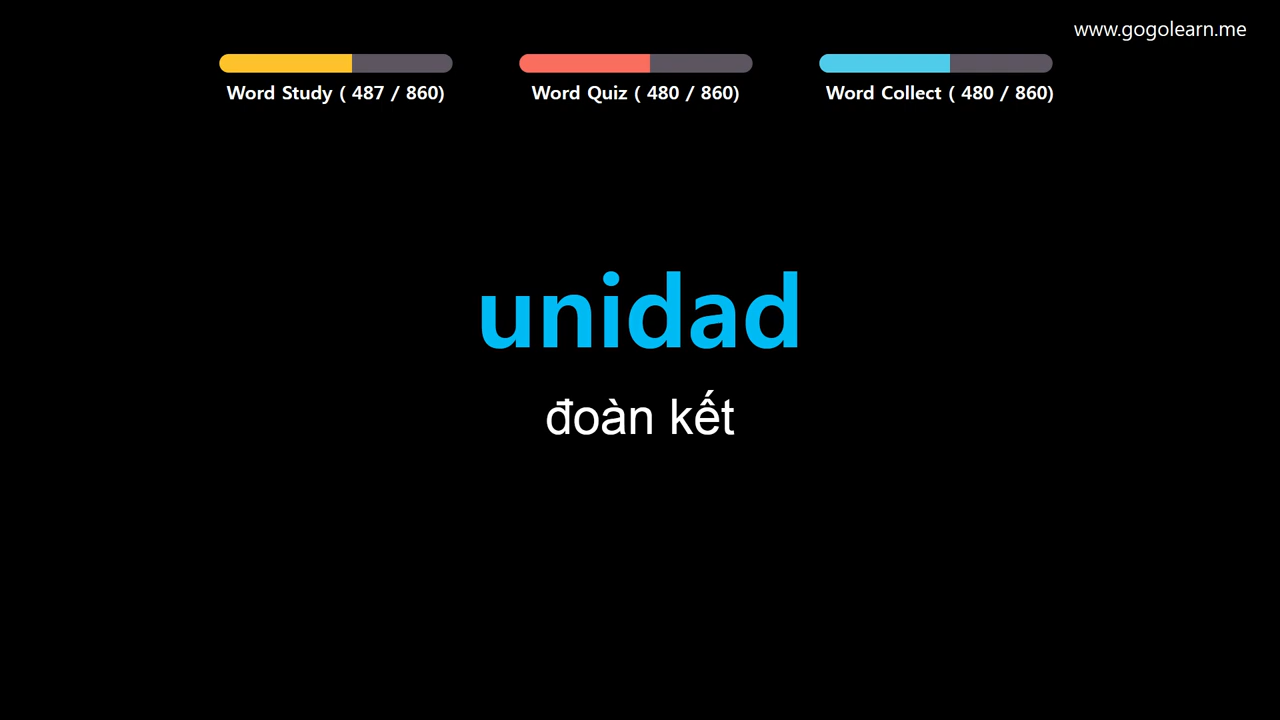 www.gogolearn.me
Word Study ( 487 / 860)
Word Quiz ( 480 / 860)
Word Collect ( 480 / 860)
unidad
đoàn kết